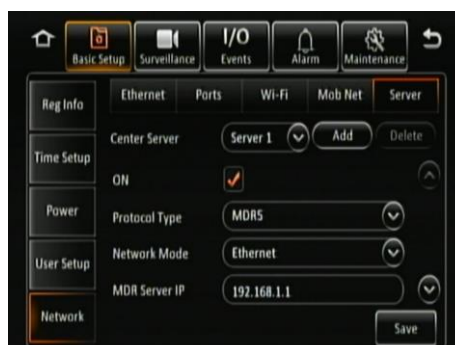 Basic Setup Surveillance I/O Events Alarm Maintenance
Reg Info Ethernet Ports Wi-Fi Mob Net Server
Center Server Server 1 Add Delete
Time Setup
ON
Power Protocol Type MDR5
User Setup Network Mode Ethernet
MDR Server IP 192.168.1.1
Network
Save